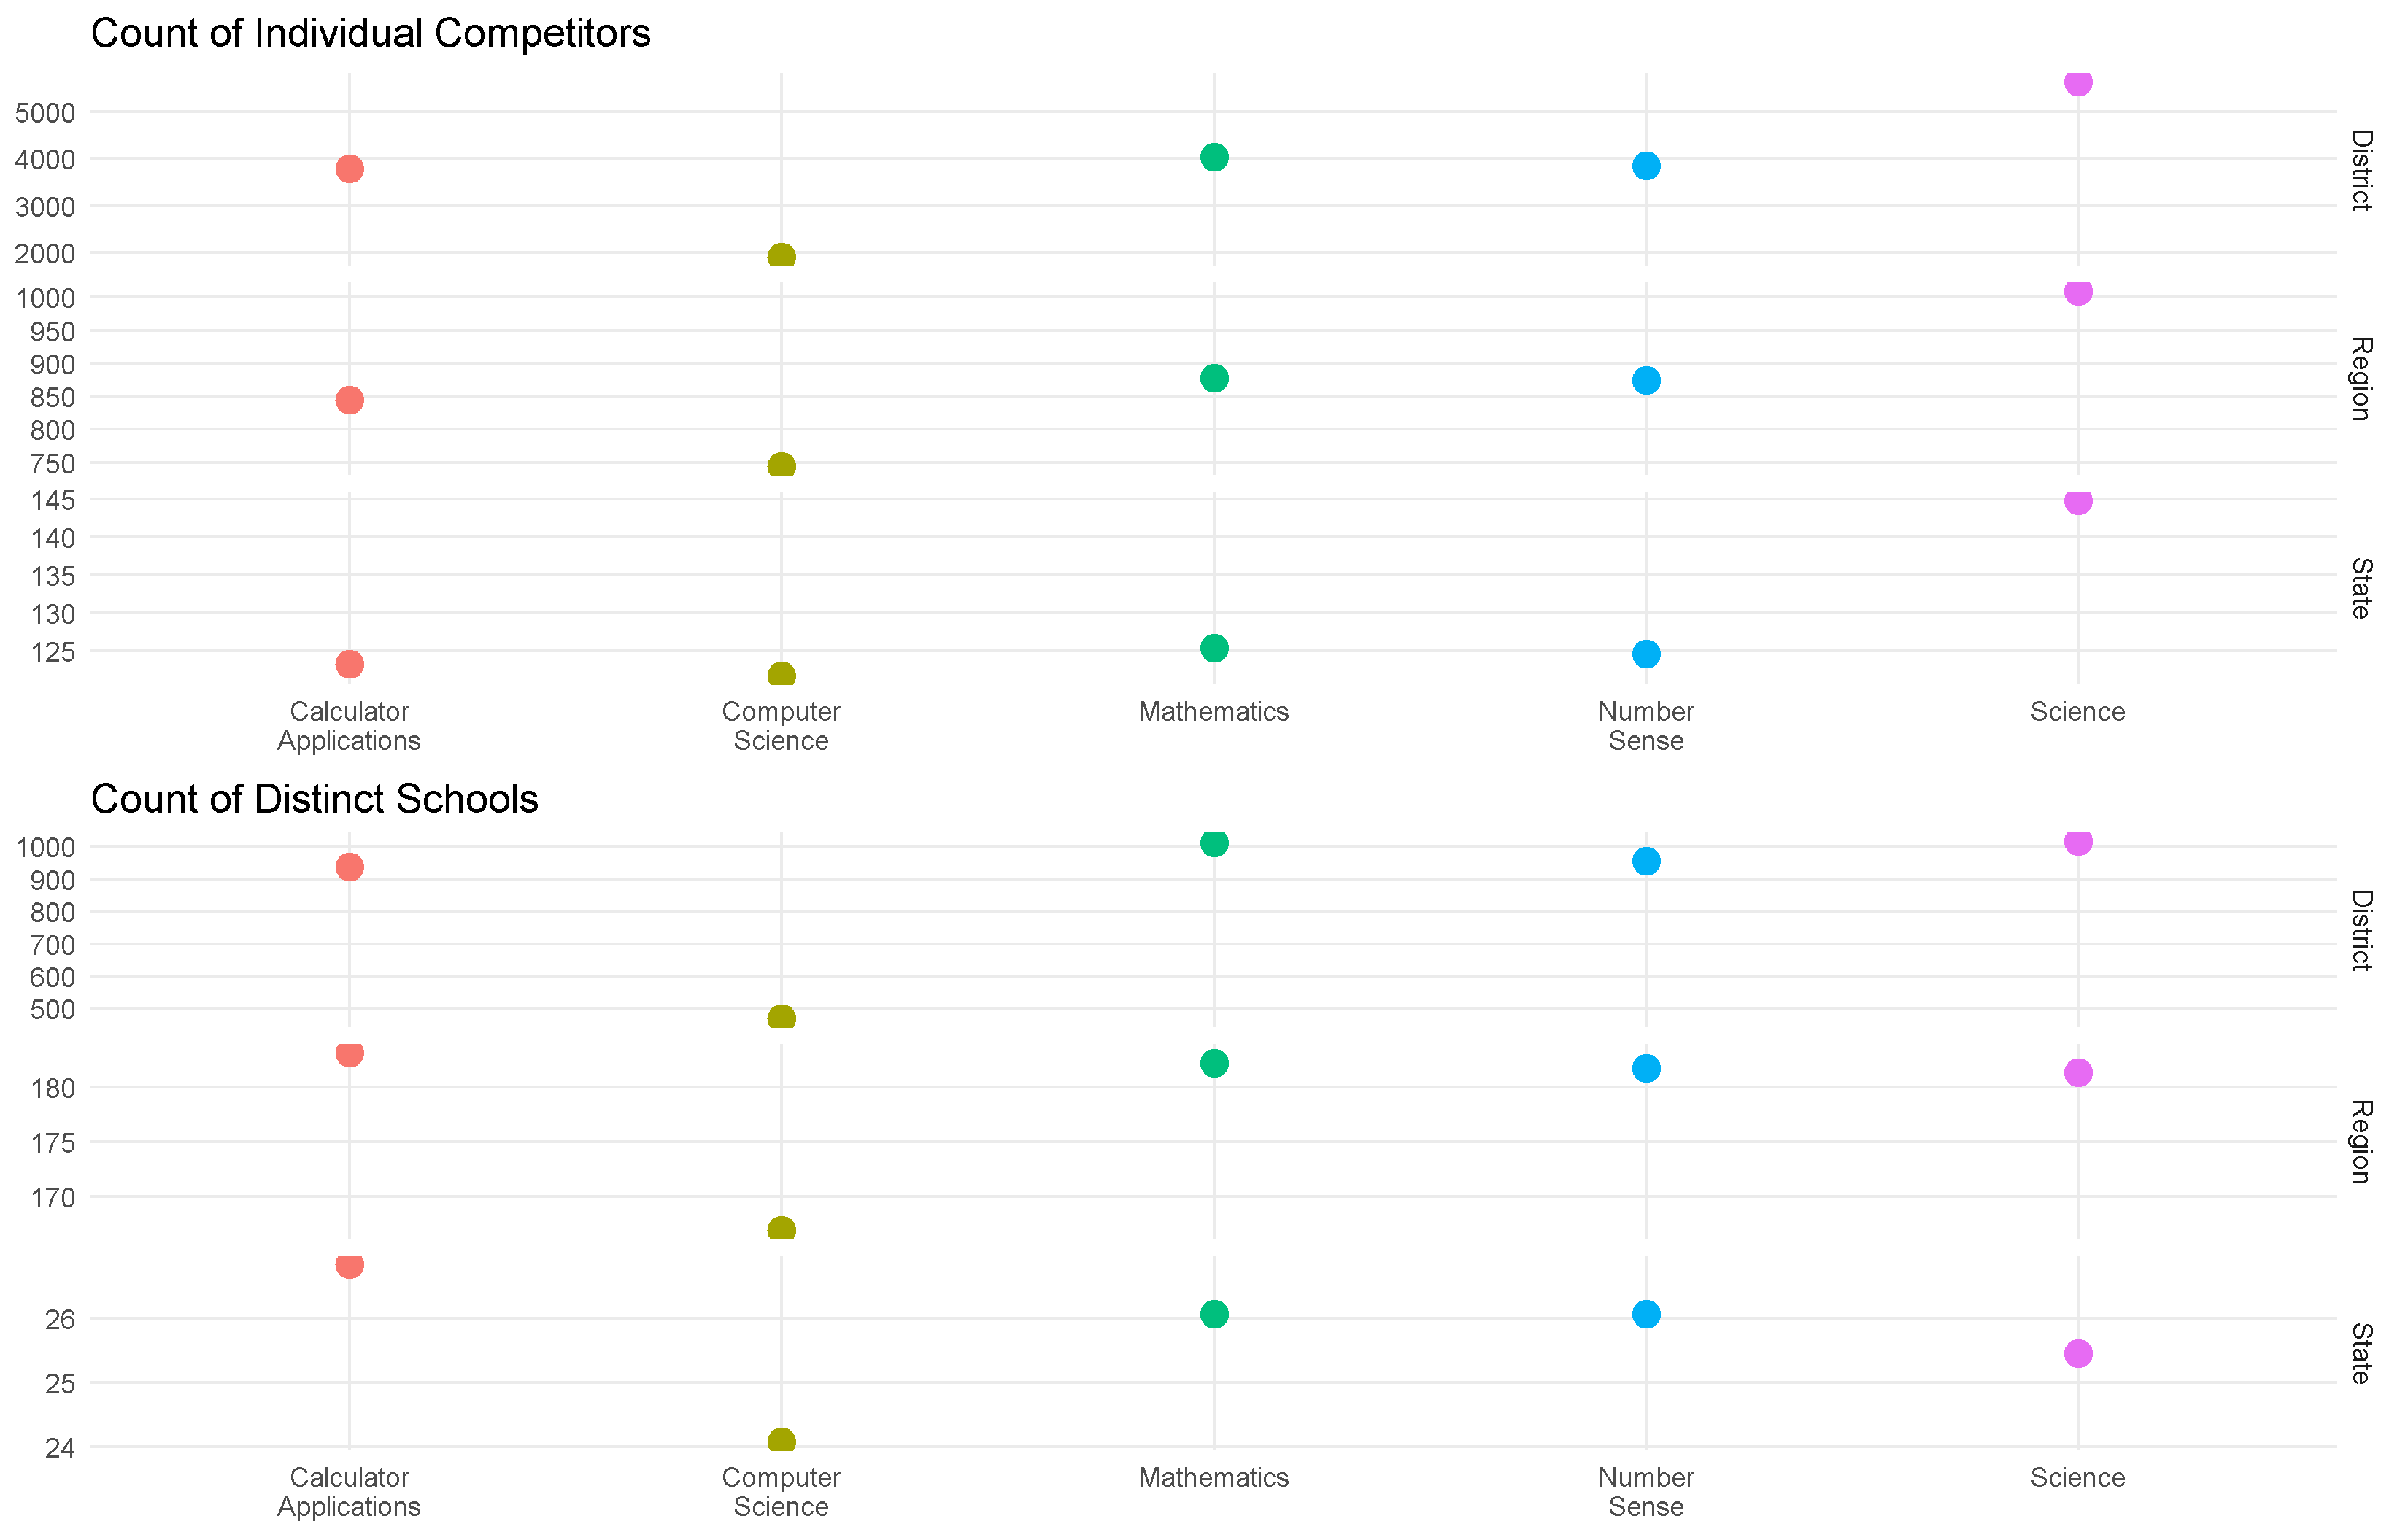 Count of Individual Competitors
5000
4000
3000
2000
District
1000
950
900
850
800
750
Region
145
140
135
130
125
State
Calculator
Applications
Computer
Science
Mathematics
Number
Sense
Science
Count of Distinct Schools
1000
900
800
700
600
500
District
180
175
170
Region
26
25
24
State
Calculator
Applications
Computer
Science
Mathematics
Number
Sense
Science